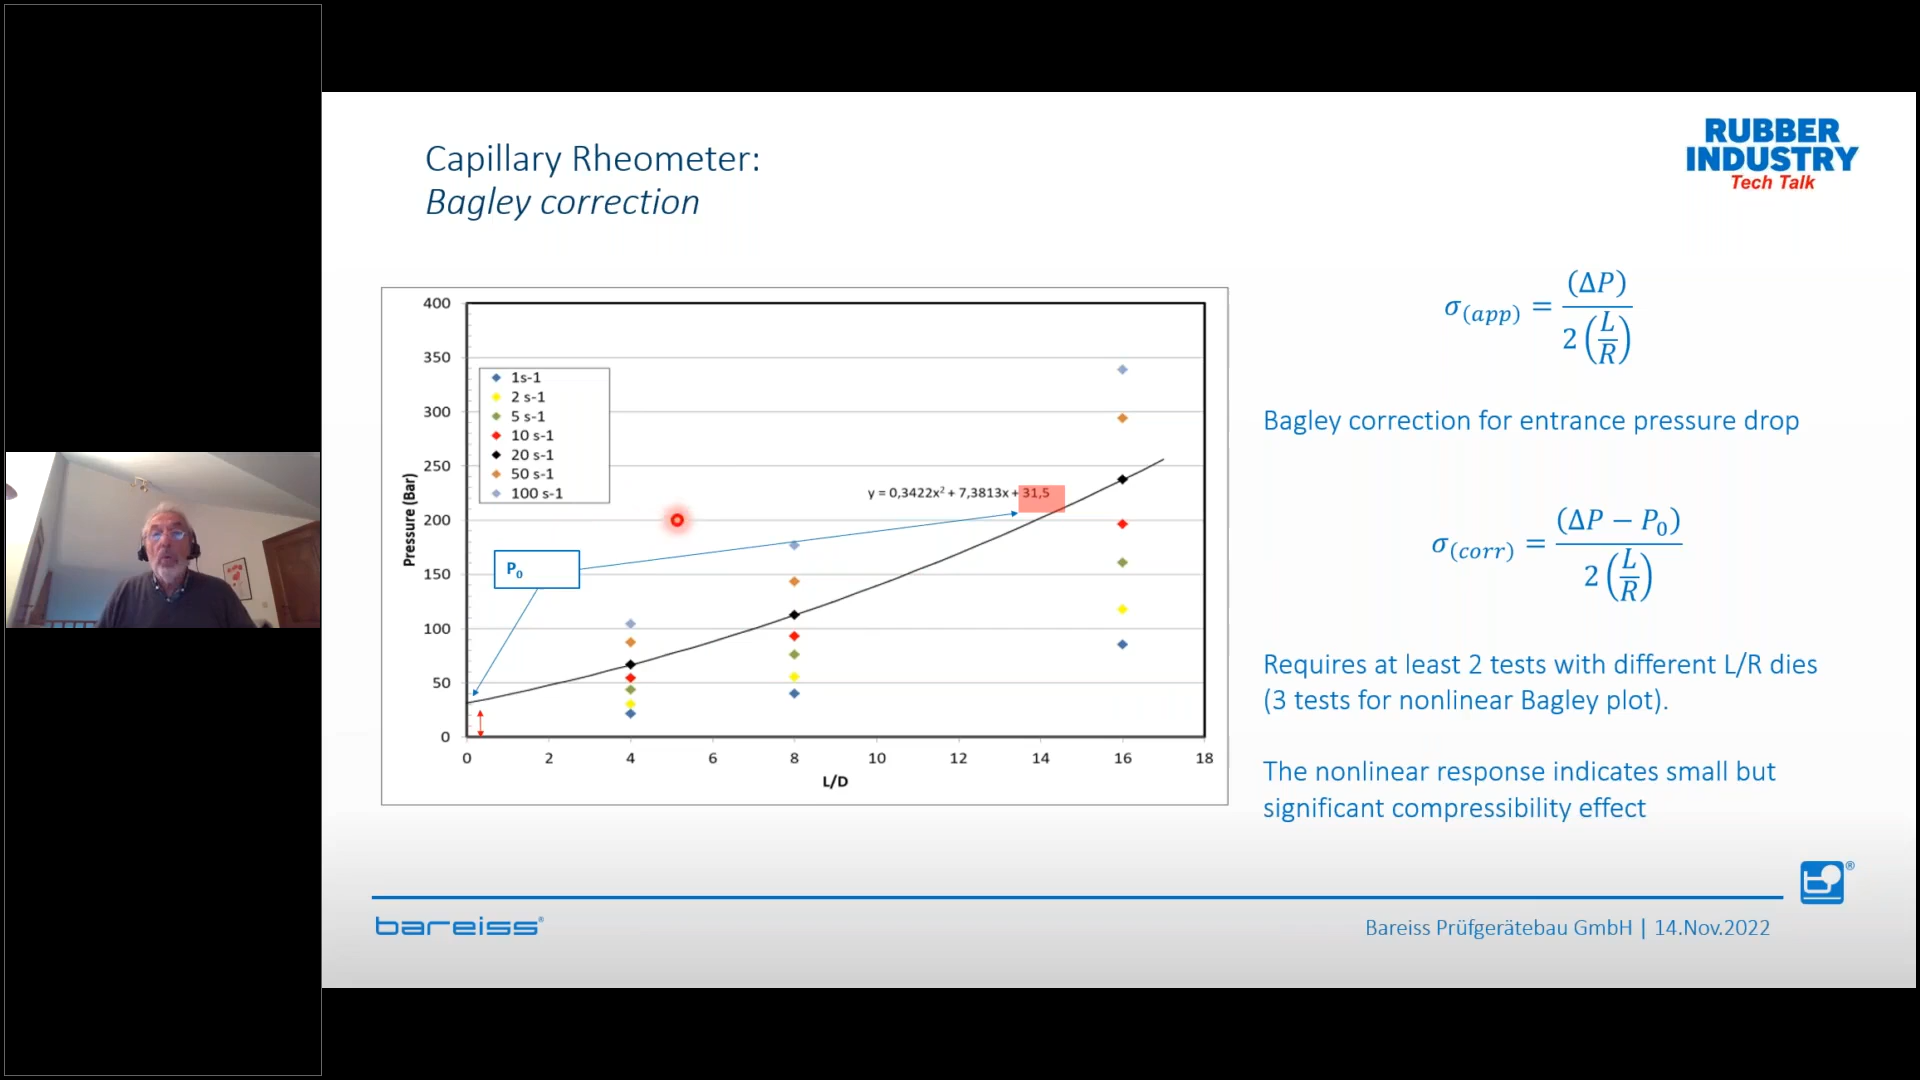 Capillary Rheometer:
Bagley correction
RUBBER
INDUSTRY
Tech Talk
400
350
300
250
200
150
100
50
0
Pressure (Bar)
1s-1
2 s-1
5 s-1
10 s-1
20 s-1
50 s-1
100 s-1
y = 0,3422x² + 7,3813x + 31,5
P₀
0 2 4 6 8 10 12 14 16 18
L/D
σ(app) = (ΔP) / 2(L/R)
Bagley correction for entrance pressure drop
σ(corr) = (ΔP − P₀) / 2(L/R)
Requires at least 2 tests with different L/R dies
(3 tests for nonlinear Bagley plot).
The nonlinear response indicates small but
significant compressibility effect
bareiss®
®
Bareiss Prüfgerätebau GmbH | 14.Nov.2022